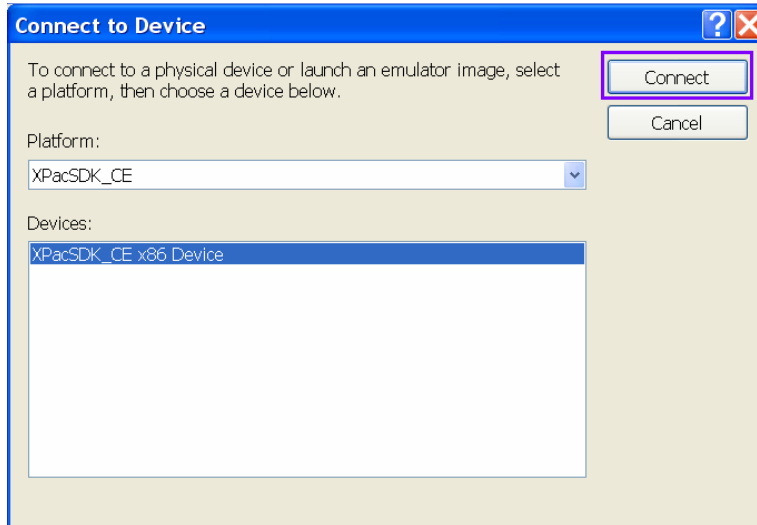 Connect to Device
To connect to a physical device or launch an emulator image, select
a platform, then choose a device below.
Connect
Cancel
Platform:
XPacSDK_CE
Devices:
XPacSDK_CE x86 Device